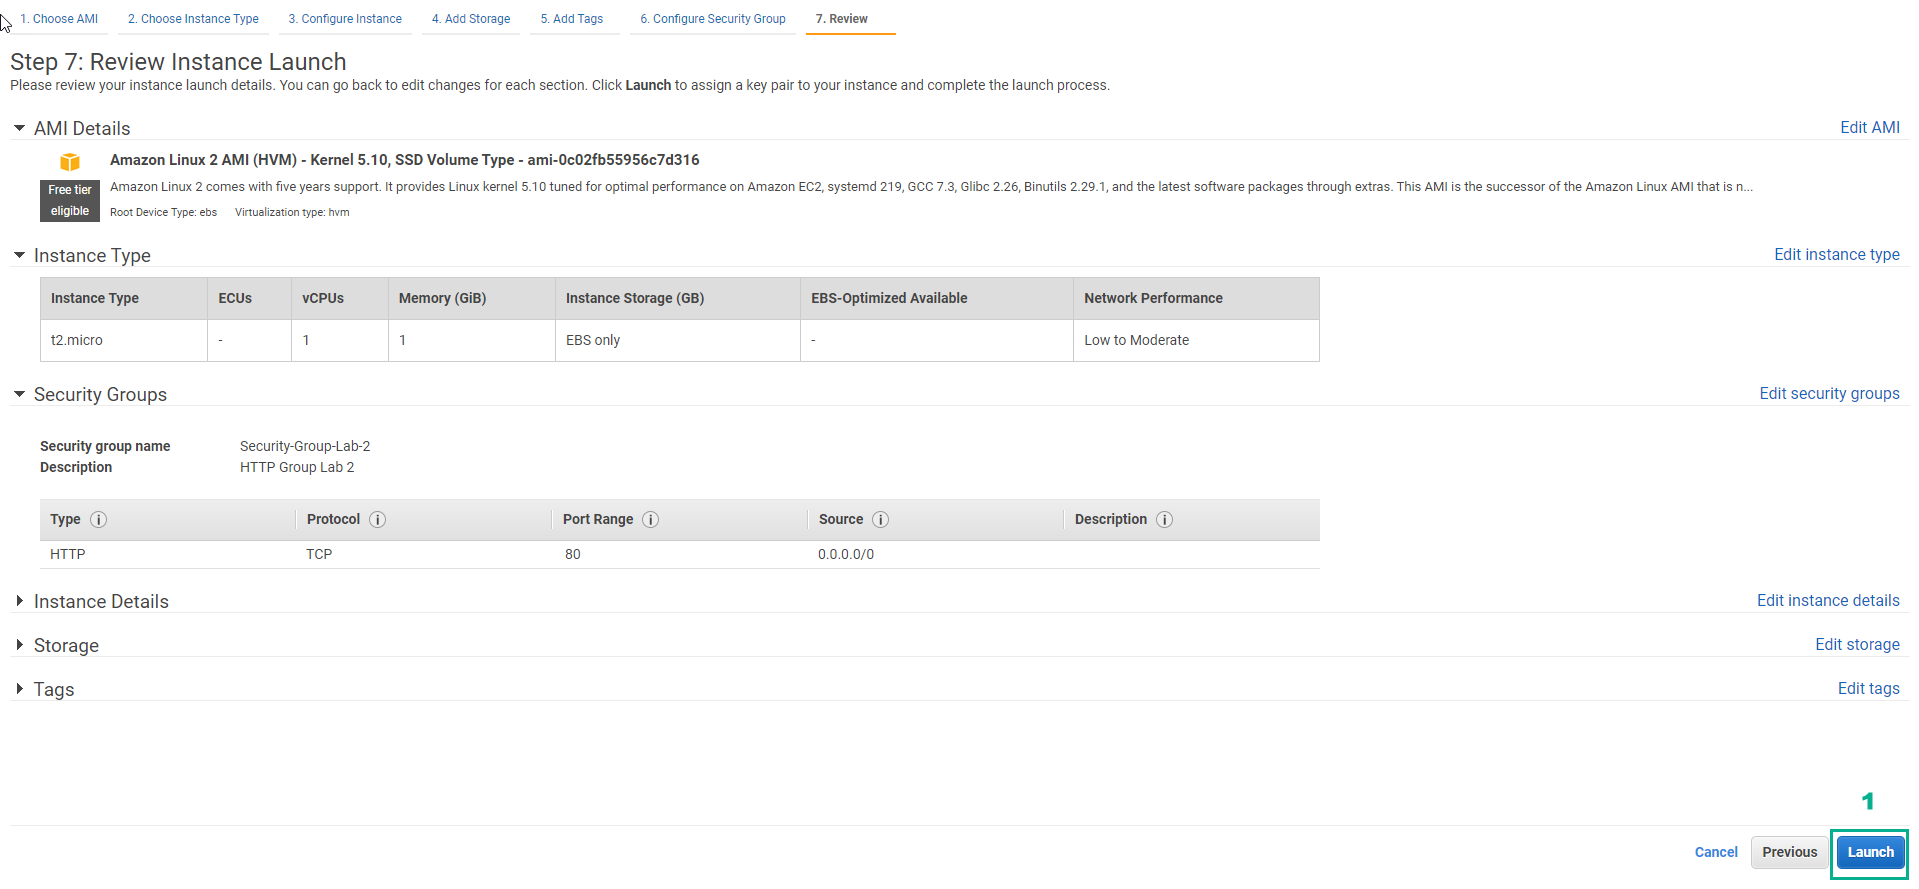 1. Choose AMI 2. Choose Instance Type 3. Configure Instance 4. Add Storage 5. Add Tags 6. Configure Security Group 7. Review
Step 7: Review Instance Launch
Please review your instance launch details. You can go back to edit changes for each section. Click Launch to assign a key pair to your instance and complete the launch process.
AMI Details Edit AMI
Amazon Linux 2 AMI (HVM) - Kernel 5.10, SSD Volume Type - ami-0c02fb55956c7d316
Free tier eligible
Amazon Linux 2 comes with five years support. It provides Linux kernel 5.10 tuned for optimal performance on Amazon EC2, systemd 219, GCC 7.3, Glibc 2.26, Binutils 2.29.1, and the latest software packages through extras. This AMI is the successor of the Amazon Linux AMI that is n...
Root Device Type: ebs Virtualization type: hvm
Instance Type Edit instance type
Instance Type ECUs vCPUs Memory (GiB) Instance Storage (GB) EBS-Optimized Available Network Performance
t2.micro - 1 1 EBS only - Low to Moderate
Security Groups Edit security groups
Security group name Security-Group-Lab-2
Description HTTP Group Lab 2
Type i Protocol i Port Range i Source i Description i
HTTP TCP 80 0.0.0.0/0
Instance Details Edit instance details
Storage Edit storage
Tags Edit tags
1
Cancel Previous Launch